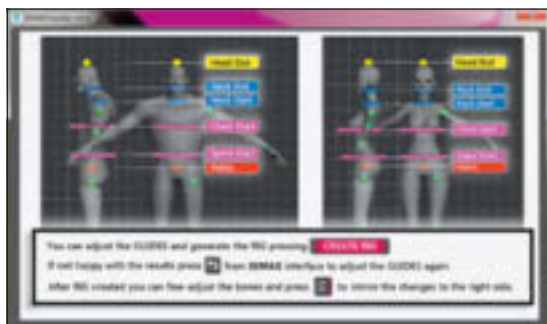 Head End
Head End
Neck End
Neck End
Neck Start
Neck Start
Chest Start
Chest Start
Spine Start
Spine Start
Pelvis
Pelvis
You can adjust the GUIDES and generate the RIG pressing CREATE RIG
If not happy with the results press from interface to adjust the GUIDES again.
After RIG created you can fine adjust the bones and press to mirror the changes to the right side.